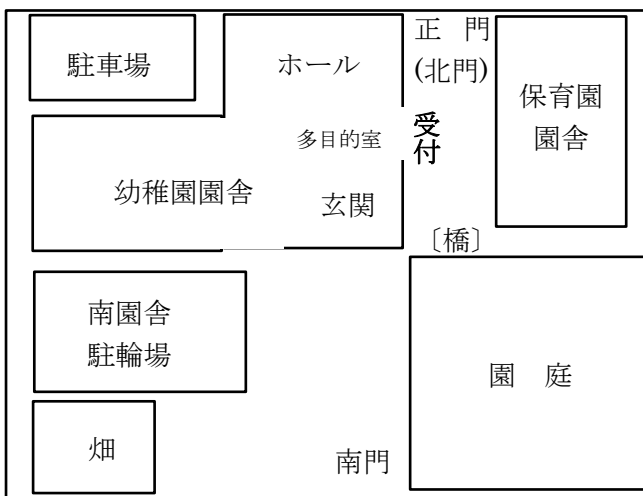 駐車場
ホール
正　門
(北門)
保育園
園舎
多目的室
受付
幼稚園園舎
玄関
〔橋〕
南園舎
駐輪場
園　庭
畑
南門